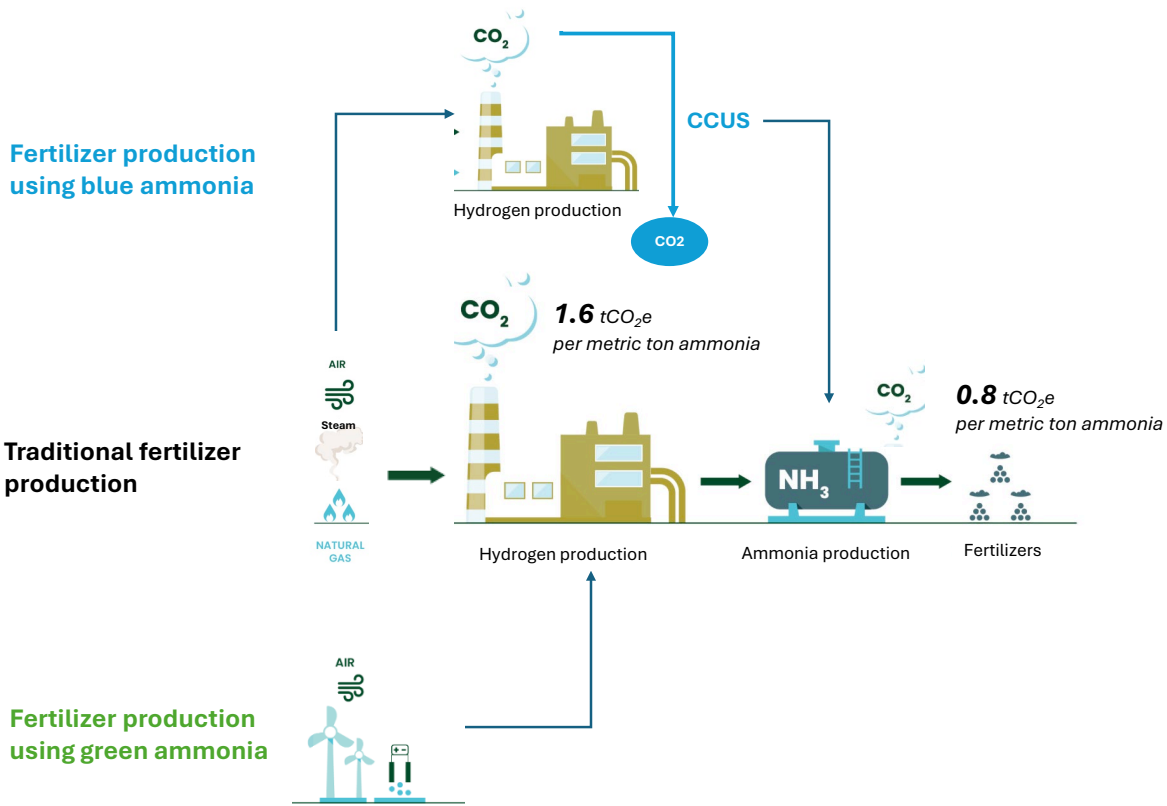 CO₂
CCUS
Fertilizer production
using blue ammonia
Hydrogen production
CO2
CO₂
1.6 tCO₂e
per metric ton ammonia
AIR
Steam
CO₂
0.8 tCO₂e
per metric ton ammonia
Traditional fertilizer
production
NH₃
NATURAL
GAS
Hydrogen production
Ammonia production
Fertilizers
AIR
Fertilizer production
using green ammonia
+ -